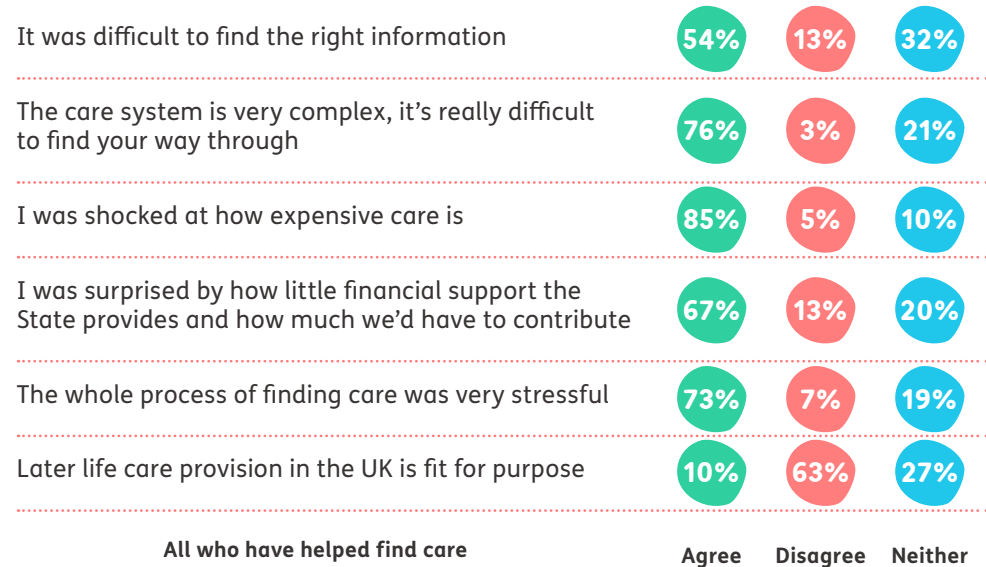 It was difficult to find the right information 54% 13% 32%
The care system is very complex, it's really difficult
to find your way through 76% 3% 21%
I was shocked at how expensive care is 85% 5% 10%
I was surprised by how little financial support the
State provides and how much we'd have to contribute 67% 13% 20%
The whole process of finding care was very stressful 73% 7% 19%
Later life care provision in the UK is fit for purpose 10% 63% 27%
All who have helped find care Agree Disagree Neither